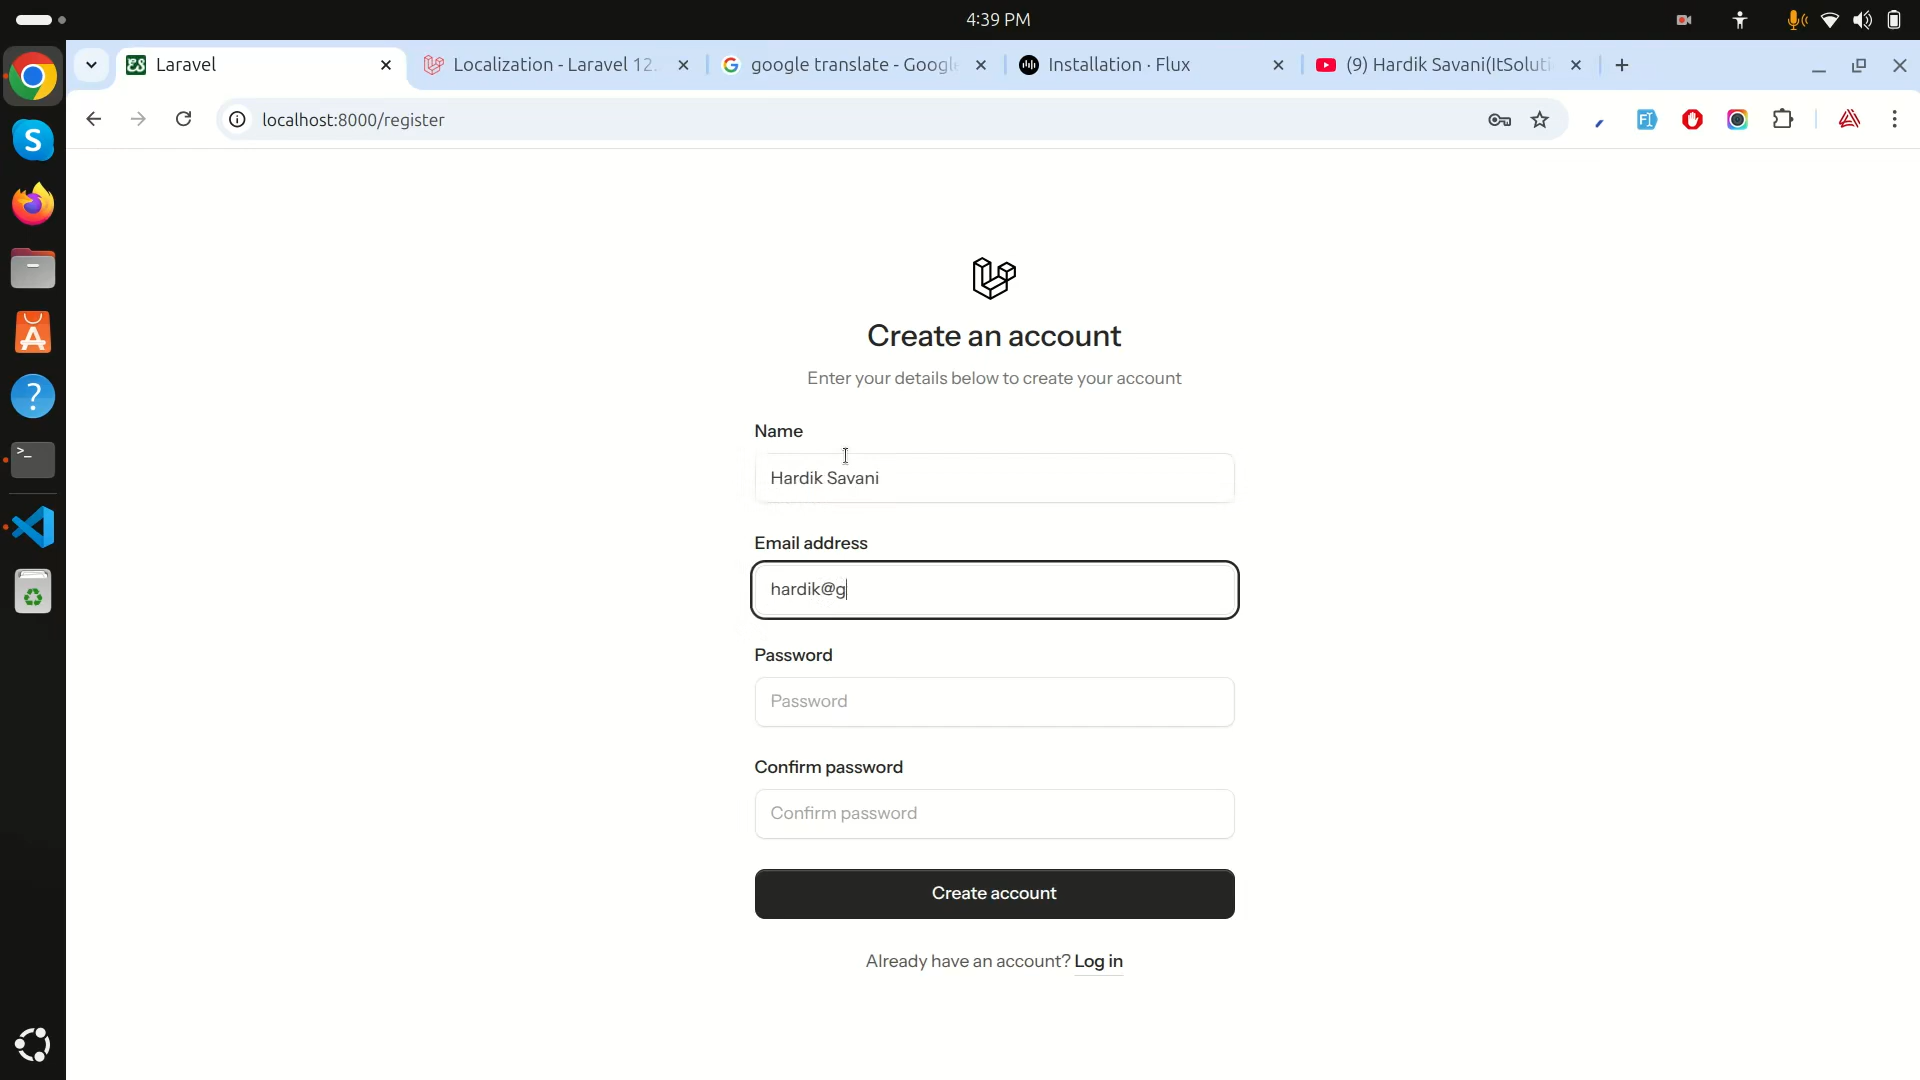 4:39 PM
Laravel
Localization - Laravel 12.
google translate - Google
Installation · Flux
(9) Hardik Savani(ItSoluti
localhost:8000/register
Create an account
Enter your details below to create your account
Name
Hardik Savani
Email address
hardik@g
Password
Password
Confirm password
Confirm password
Create account
Already have an account? Log in